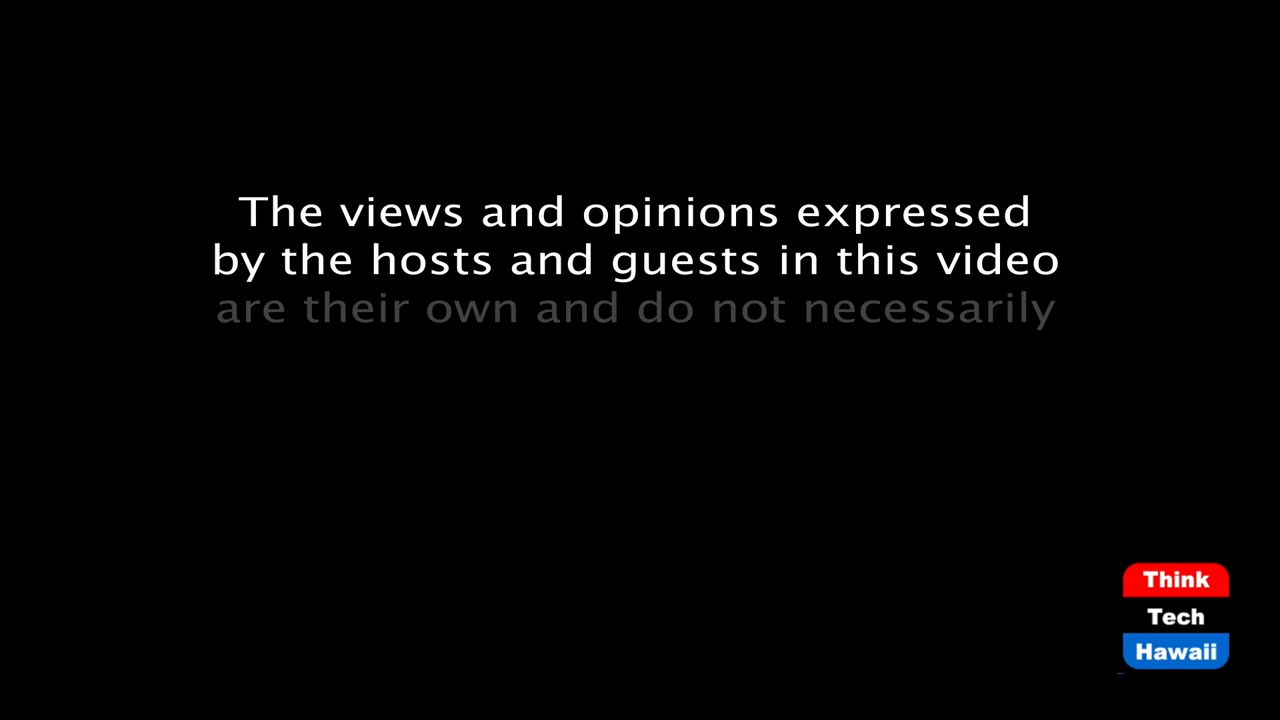 The views and opinions expressed
by the hosts and guests in this video
are their own and do not necessarily
Think
Tech
Hawaii